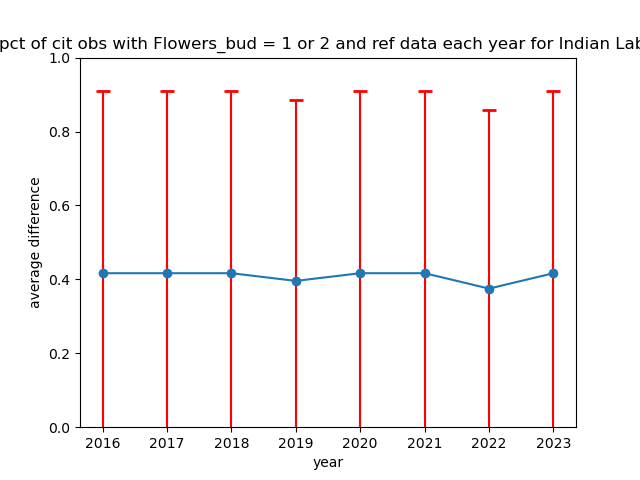 pct of cit obs with Flowers_bud = 1 or 2 and ref data each year for Indian Lab
1.0
0.8
0.6
0.4
0.2
0.0
average difference
2016 2017 2018 2019 2020 2021 2022 2023
year